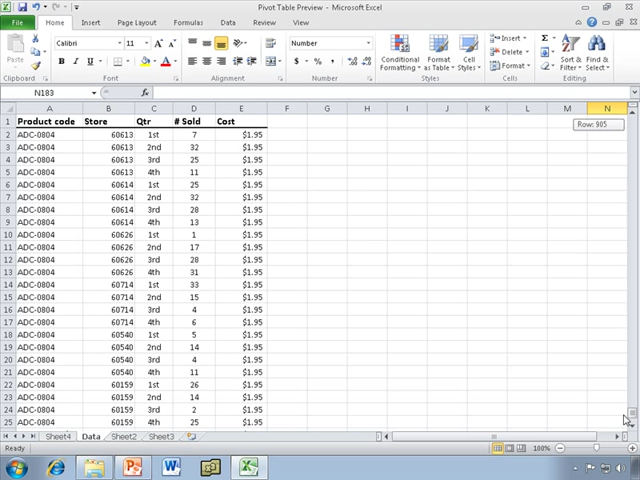 Pivot Table Preview - Microsoft Excel
File Home Insert Page Layout Formulas Data Review View
Paste Calibri 11 A A Number Conditional Formatting Format as Table Cell Styles Insert Delete Format Sort & Filter Find & Select
B I U A $ % , .0 .00
Clipboard Font Alignment Number Styles Cells Editing
N183 fx
A B C D E F G H I J K L M N
1 Product code Store Qtr # Sold Cost
Row: 905
2 ADC-0804 60613 1st 7 $1.95
3 ADC-0804 60613 2nd 32 $1.95
4 ADC-0804 60613 3rd 25 $1.95
5 ADC-0804 60613 4th 11 $1.95
6 ADC-0804 60614 1st 25 $1.95
7 ADC-0804 60614 2nd 32 $1.95
8 ADC-0804 60614 3rd 28 $1.95
9 ADC-0804 60614 4th 13 $1.95
10 ADC-0804 60626 1st 1 $1.95
11 ADC-0804 60626 2nd 17 $1.95
12 ADC-0804 60626 3rd 28 $1.95
13 ADC-0804 60626 4th 31 $1.95
14 ADC-0804 60714 1st 33 $1.95
15 ADC-0804 60714 2nd 15 $1.95
16 ADC-0804 60714 3rd 4 $1.95
17 ADC-0804 60714 4th 6 $1.95
18 ADC-0804 60540 1st 5 $1.95
19 ADC-0804 60540 2nd 14 $1.95
20 ADC-0804 60540 3rd 4 $1.95
21 ADC-0804 60540 4th 11 $1.95
22 ADC-0804 60159 1st 26 $1.95
23 ADC-0804 60159 2nd 14 $1.95
24 ADC-0804 60159 3rd 2 $1.95
25 ADC-0804 60159 4th 25 $1.95
Sheet4 Data Sheet2 Sheet3
Ready 100%